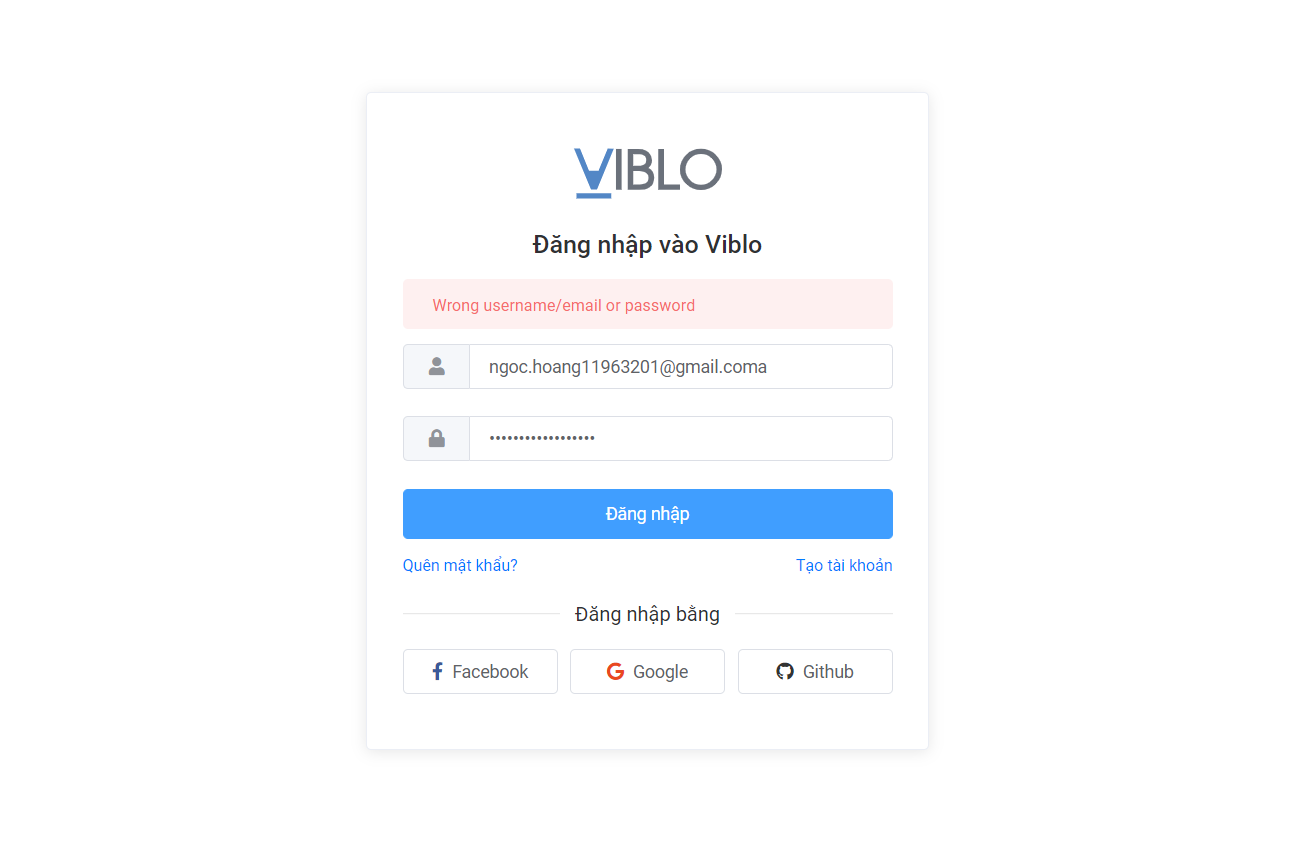 VIBLO
Đăng nhập vào Viblo
Wrong username/email or password
ngoc.hoang11963201@gmail.coma
••••••••••••••••••
Đăng nhập
Quên mật khẩu? Tạo tài khoản
Đăng nhập bằng
Facebook Google Github